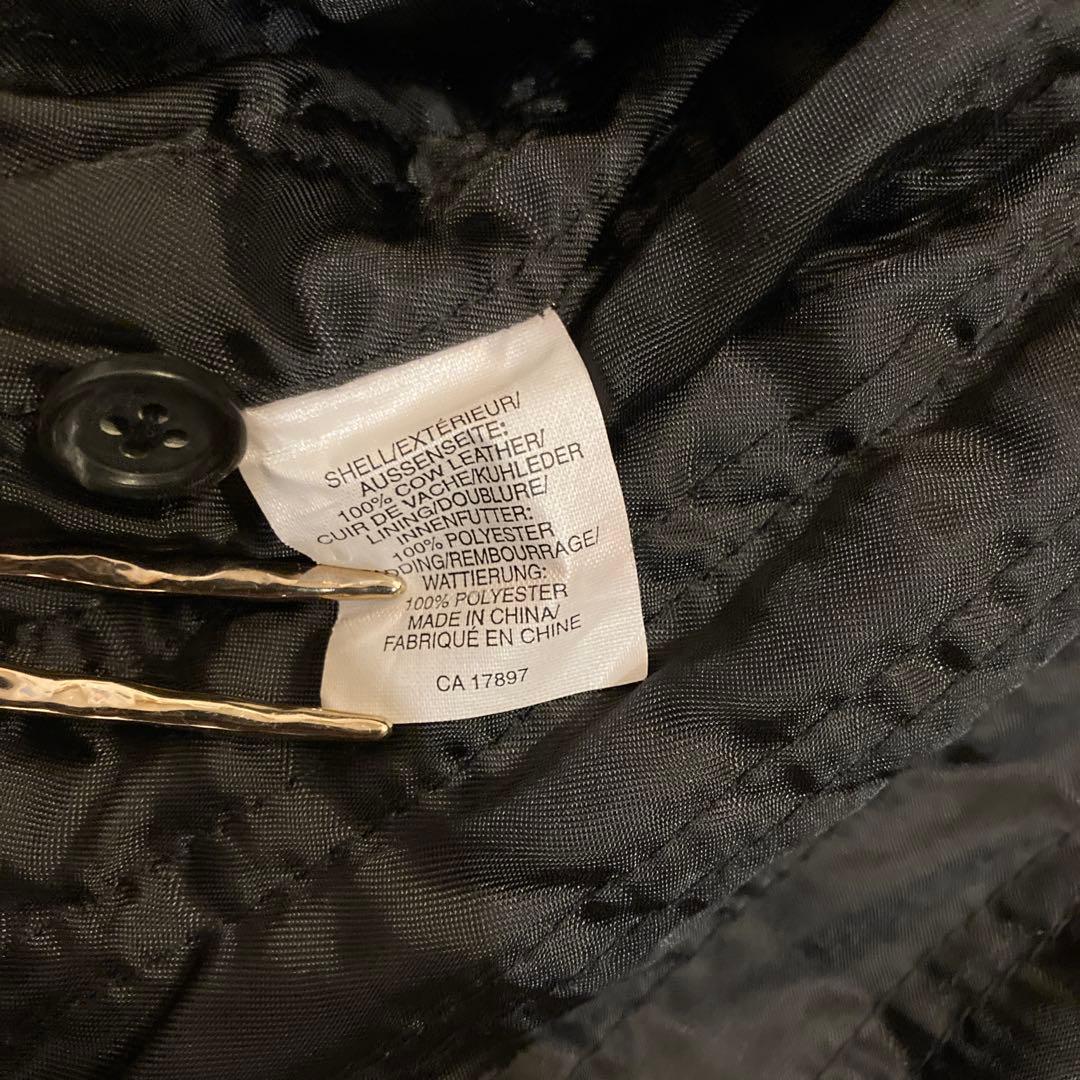 SHELL/EXTÉRIEUR/
AUSSENSEITE:
100% COW LEATHER/
CUIR DE VACHE/KUHLEDER
LINING/DOUBLURE/
INNENFUTTER:
100% POLYESTER
DING/REMBOURRAGE/
WATTIERUNG:
100% POLYESTER
MADE IN CHINA/
FABRIQUÉ EN CHINE
CA 17897